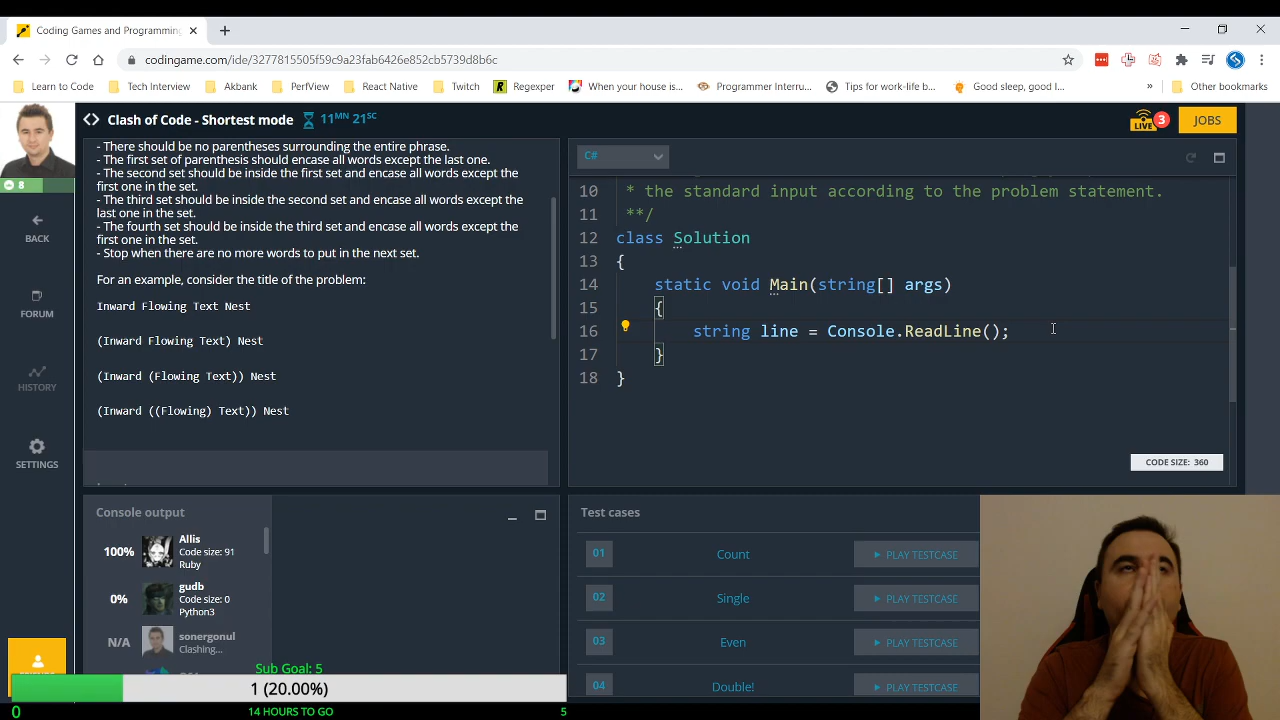 Coding Games and Programming
codingame.com/ide/3277815505f59c9a23fab6426e852cb52739d8b6c
Learn to Code
Tech Interview
Akbank
PerfView
React Native
Twitch
Regexper
When your house is...
Programmer Interru...
Tips for work-life b...
Good sleep, good l...
»
Other bookmarks
Clash of Code - Shortest mode
11MN 21SC
LIVE
3
JOBS
8
BACK
FORUM
HISTORY
SETTINGS
- There should be no parentheses surrounding the entire phrase.
- The first set of parenthesis should encase all words except the last one.
- The second set should be inside the first set and encase all words except the
first one in the set.
- The third set should be inside the second set and encase all words except the
last one in the set.
- The fourth set should be inside the third set and encase all words except the
first one in the set.
- Stop when there are no more words to put in the next set.
For an example, consider the title of the problem:
Inward Flowing Text Nest
(Inward Flowing Text) Nest
(Inward (Flowing Text)) Nest
(Inward ((Flowing) Text)) Nest
C#
10 * the standard input according to the problem statement.
11 **/
12 class Solution
13 {
14 static void Main(string[] args)
15 {
16 string line = Console.ReadLine();
17 }
18 }
CODE SIZE: 360
Console output
100%
Allis
Code size: 91
Ruby
0%
gudb
Code size: 0
Python3
N/A
sonergonul
Clashing...
Test cases
01 Count PLAY TESTCASE
02 Single PLAY TESTCASE
03 Even PLAY TESTCASE
04 Double! PLAY TESTCASE
Sub Goal: 5
1 (20.00%)
0
14 HOURS TO GO
5